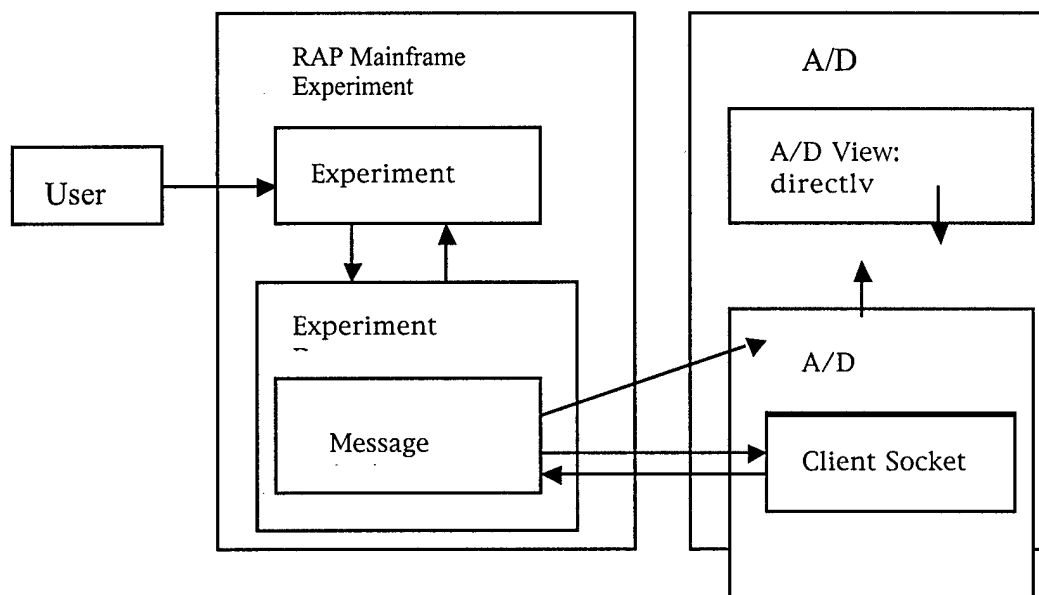 RAP Mainframe
Experiment
A/D
User
Experiment
A/D View:
directly
Experiment
A/D
Message
Client Socket